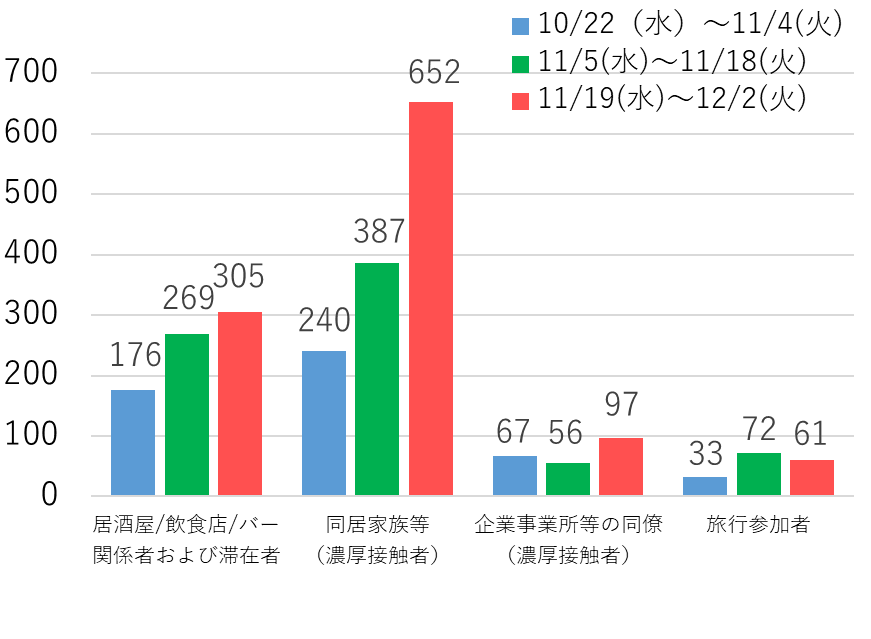 10/22（水）～11/4(火)
11/5(水)～11/18(火)
11/19(水)～12/2(火)
700
600
500
400
300
200
100
0
176
269
305
240
387
652
67
56
97
33
72
61
居酒屋/飲食店/バー
関係者および滞在者
同居家族等
（濃厚接触者）
企業事業所等の同僚
（濃厚接触者）
旅行参加者